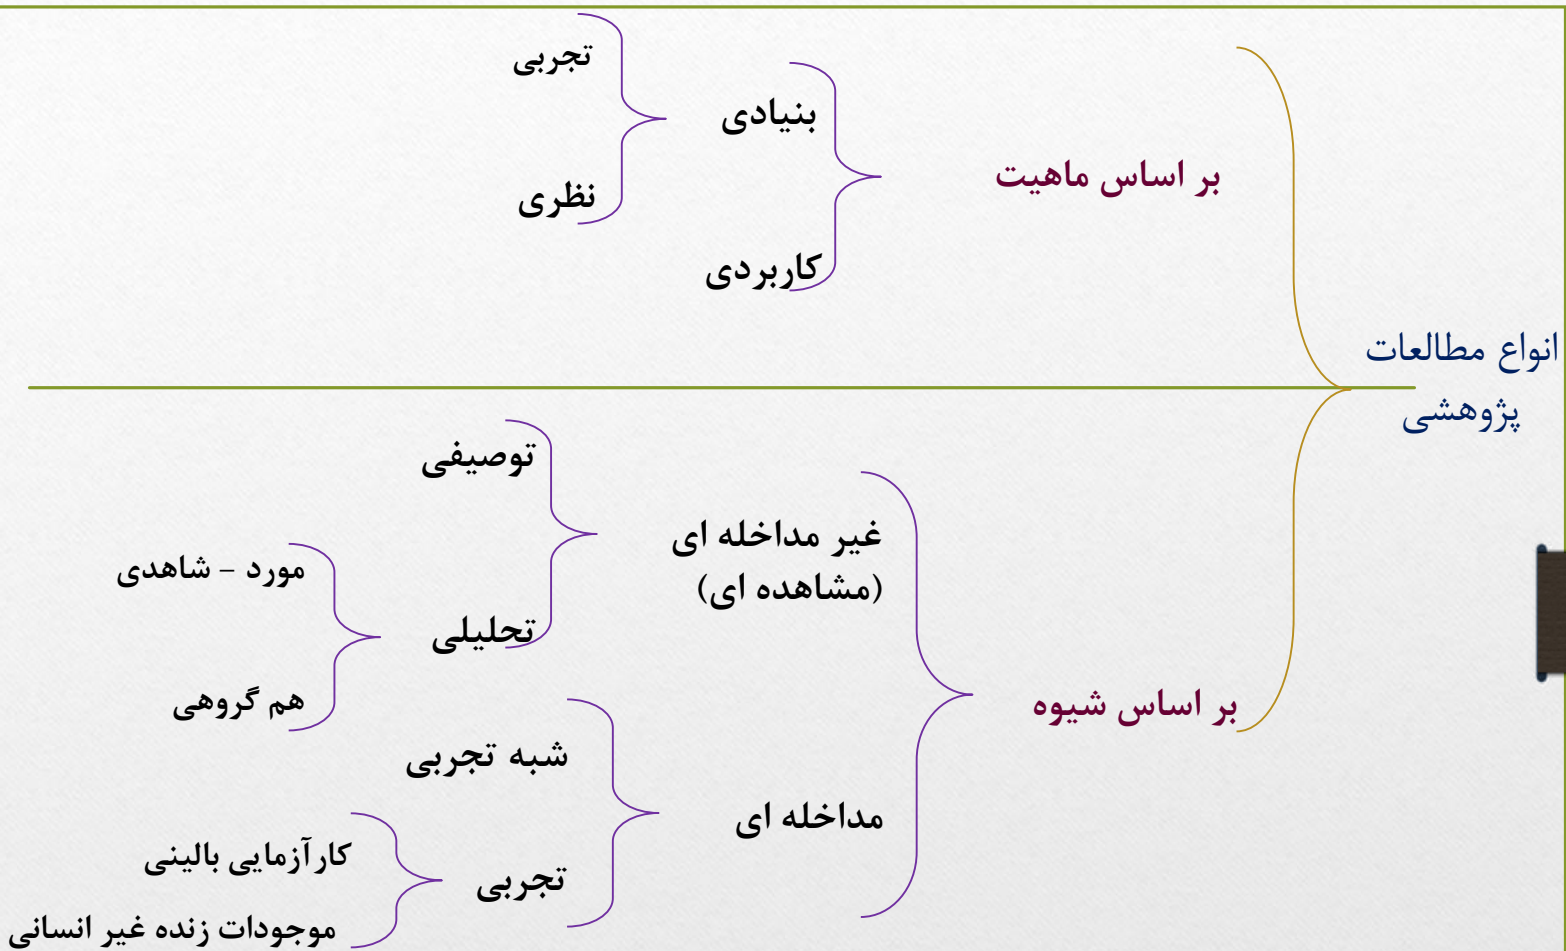 انواع مطالعات
پژوهشی
بر اساس ماهیت
بنیادی
تجربی
نظری
کاربردی
بر اساس شیوه
غیر مداخله ای
(مشاهده ای)
توصیفی
تحلیلی
مورد - شاهدی
هم گروهی
مداخله ای
شبه تجربی
تجربی
کارآزمایی بالینی
موجودات زنده غیر انسانی